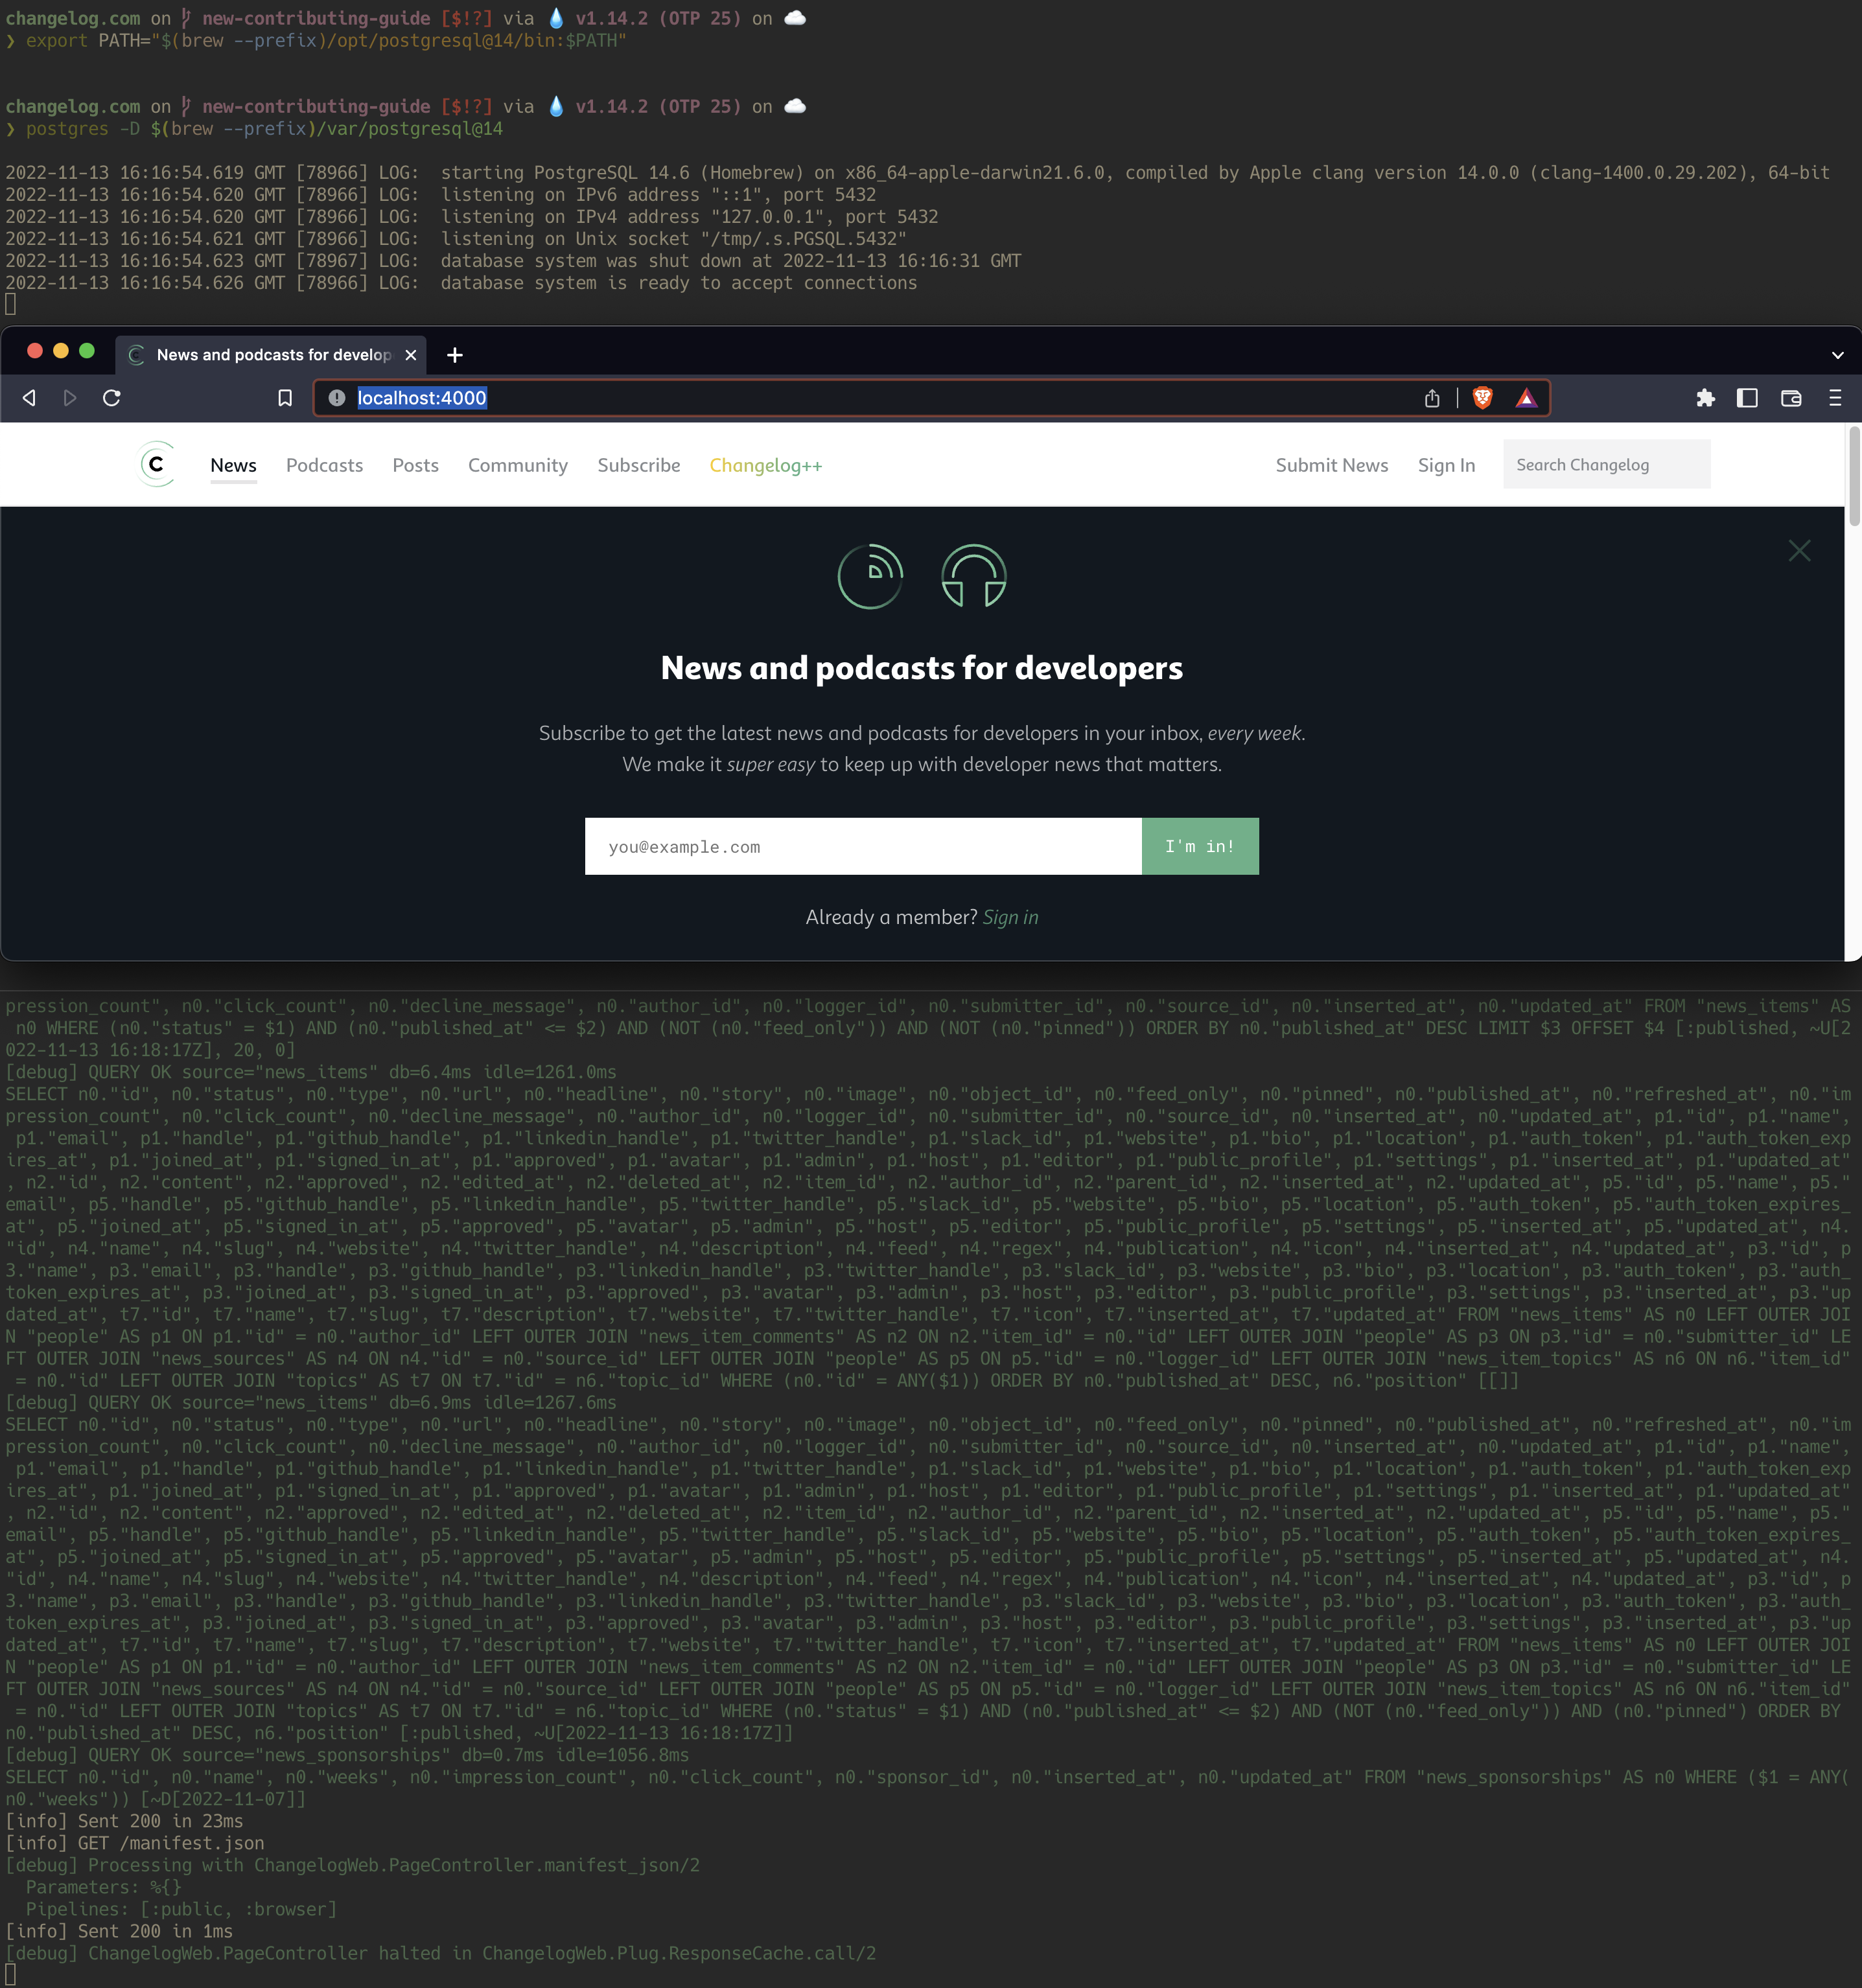 changelog.com on new-contributing-guide [$!?] via 💧 v1.14.2 (OTP 25) on ☁️
❯ export PATH="$(brew --prefix)/opt/postgresql@14/bin:$PATH"
changelog.com on new-contributing-guide [$!?] via 💧 v1.14.2 (OTP 25) on ☁️
❯ postgres -D $(brew --prefix)/var/postgresql@14
2022-11-13 16:16:54.619 GMT [78966] LOG:  starting PostgreSQL 14.6 (Homebrew) on x86_64-apple-darwin21.6.0, compiled by Apple clang version 14.0.0 (clang-1400.0.29.202), 64-bit
2022-11-13 16:16:54.620 GMT [78966] LOG:  listening on IPv6 address "::1", port 5432
2022-11-13 16:16:54.620 GMT [78966] LOG:  listening on IPv4 address "127.0.0.1", port 5432
2022-11-13 16:16:54.621 GMT [78966] LOG:  listening on Unix socket "/tmp/.s.PGSQL.5432"
2022-11-13 16:16:54.623 GMT [78967] LOG:  database system was shut down at 2022-11-13 16:16:31 GMT
2022-11-13 16:16:54.626 GMT [78966] LOG:  database system is ready to accept connections
News and podcasts for develop
localhost:4000
C News Podcasts Posts Community Subscribe Changelog++ Submit News Sign In Search Changelog
News and podcasts for developers
Subscribe to get the latest news and podcasts for developers in your inbox, every week.
We make it super easy to keep up with developer news that matters.
you@example.com I'm in!
Already a member? Sign in
pression_count", n0."click_count", n0."decline_message", n0."author_id", n0."logger_id", n0."submitter_id", n0."source_id", n0."inserted_at", n0."updated_at" FROM "news_items" AS
 n0 WHERE (n0."status" = $1) AND (n0."published_at" <= $2) AND (NOT (n0."feed_only")) AND (NOT (n0."pinned")) ORDER BY n0."published_at" DESC LIMIT $3 OFFSET $4 [:published, ~U[2
022-11-13 16:18:17Z], 20, 0]
[debug] QUERY OK source="news_items" db=6.4ms idle=1261.0ms
SELECT n0."id", n0."status", n0."type", n0."url", n0."headline", n0."story", n0."image", n0."object_id", n0."feed_only", n0."pinned", n0."published_at", n0."refreshed_at", n0."im
pression_count", n0."click_count", n0."decline_message", n0."author_id", n0."logger_id", n0."submitter_id", n0."source_id", n0."inserted_at", n0."updated_at", p1."id", p1."name",
 p1."email", p1."handle", p1."github_handle", p1."linkedin_handle", p1."twitter_handle", p1."slack_id", p1."website", p1."bio", p1."location", p1."auth_token", p1."auth_token_exp
ires_at", p1."joined_at", p1."signed_in_at", p1."approved", p1."avatar", p1."admin", p1."host", p1."editor", p1."public_profile", p1."settings", p1."inserted_at", p1."updated_at"
, n2."id", n2."content", n2."approved", n2."edited_at", n2."deleted_at", n2."item_id", n2."author_id", n2."parent_id", n2."inserted_at", n2."updated_at", p5."id", p5."name", p5."
email", p5."handle", p5."github_handle", p5."linkedin_handle", p5."twitter_handle", p5."slack_id", p5."website", p5."bio", p5."location", p5."auth_token", p5."auth_token_expires_
at", p5."joined_at", p5."signed_in_at", p5."approved", p5."avatar", p5."admin", p5."host", p5."editor", p5."public_profile", p5."settings", p5."inserted_at", p5."updated_at", n4.
"id", n4."name", n4."slug", n4."website", n4."twitter_handle", n4."description", n4."feed", n4."regex", n4."publication", n4."icon", n4."inserted_at", n4."updated_at", p3."id", p
3."name", p3."email", p3."handle", p3."github_handle", p3."linkedin_handle", p3."twitter_handle", p3."slack_id", p3."website", p3."bio", p3."location", p3."auth_token", p3."auth_
token_expires_at", p3."joined_at", p3."signed_in_at", p3."approved", p3."avatar", p3."admin", p3."host", p3."editor", p3."public_profile", p3."settings", p3."inserted_at", p3."up
dated_at", t7."id", t7."name", t7."slug", t7."description", t7."website", t7."twitter_handle", t7."icon", t7."inserted_at", t7."updated_at" FROM "news_items" AS n0 LEFT OUTER JOI
N "people" AS p1 ON p1."id" = n0."author_id" LEFT OUTER JOIN "news_item_comments" AS n2 ON n2."item_id" = n0."id" LEFT OUTER JOIN "people" AS p3 ON p3."id" = n0."submitter_id" LE
FT OUTER JOIN "news_sources" AS n4 ON n4."id" = n0."source_id" LEFT OUTER JOIN "people" AS p5 ON p5."id" = n0."logger_id" LEFT OUTER JOIN "news_item_topics" AS n6 ON n6."item_id"
 = n0."id" LEFT OUTER JOIN "topics" AS t7 ON t7."id" = n6."topic_id" WHERE (n0."id" = ANY($1)) ORDER BY n0."published_at" DESC, n6."position" [[]]
[debug] QUERY OK source="news_items" db=6.9ms idle=1267.6ms
SELECT n0."id", n0."status", n0."type", n0."url", n0."headline", n0."story", n0."image", n0."object_id", n0."feed_only", n0."pinned", n0."published_at", n0."refreshed_at", n0."im
pression_count", n0."click_count", n0."decline_message", n0."author_id", n0."logger_id", n0."submitter_id", n0."source_id", n0."inserted_at", n0."updated_at", p1."id", p1."name",
 p1."email", p1."handle", p1."github_handle", p1."linkedin_handle", p1."twitter_handle", p1."slack_id", p1."website", p1."bio", p1."location", p1."auth_token", p1."auth_token_exp
ires_at", p1."joined_at", p1."signed_in_at", p1."approved", p1."avatar", p1."admin", p1."host", p1."editor", p1."public_profile", p1."settings", p1."inserted_at", p1."updated_at"
, n2."id", n2."content", n2."approved", n2."edited_at", n2."deleted_at", n2."item_id", n2."author_id", n2."parent_id", n2."inserted_at", n2."updated_at", p5."id", p5."name", p5."
email", p5."handle", p5."github_handle", p5."linkedin_handle", p5."twitter_handle", p5."slack_id", p5."website", p5."bio", p5."location", p5."auth_token", p5."auth_token_expires_
at", p5."joined_at", p5."signed_in_at", p5."approved", p5."avatar", p5."admin", p5."host", p5."editor", p5."public_profile", p5."settings", p5."inserted_at", p5."updated_at", n4.
"id", n4."name", n4."slug", n4."website", n4."twitter_handle", n4."description", n4."feed", n4."regex", n4."publication", n4."icon", n4."inserted_at", n4."updated_at", p3."id", p
3."name", p3."email", p3."handle", p3."github_handle", p3."linkedin_handle", p3."twitter_handle", p3."slack_id", p3."website", p3."bio", p3."location", p3."auth_token", p3."auth_
token_expires_at", p3."joined_at", p3."signed_in_at", p3."approved", p3."avatar", p3."admin", p3."host", p3."editor", p3."public_profile", p3."settings", p3."inserted_at", p3."up
dated_at", t7."id", t7."name", t7."slug", t7."description", t7."website", t7."twitter_handle", t7."icon", t7."inserted_at", t7."updated_at" FROM "news_items" AS n0 LEFT OUTER JOI
N "people" AS p1 ON p1."id" = n0."author_id" LEFT OUTER JOIN "news_item_comments" AS n2 ON n2."item_id" = n0."id" LEFT OUTER JOIN "people" AS p3 ON p3."id" = n0."submitter_id" LE
FT OUTER JOIN "news_sources" AS n4 ON n4."id" = n0."source_id" LEFT OUTER JOIN "people" AS p5 ON p5."id" = n0."logger_id" LEFT OUTER JOIN "news_item_topics" AS n6 ON n6."item_id"
 = n0."id" LEFT OUTER JOIN "topics" AS t7 ON t7."id" = n6."topic_id" WHERE (n0."status" = $1) AND (n0."published_at" <= $2) AND (NOT (n0."feed_only")) AND (n0."pinned") ORDER BY
n0."published_at" DESC, n6."position" [:published, ~U[2022-11-13 16:18:17Z]]
[debug] QUERY OK source="news_sponsorships" db=0.7ms idle=1056.8ms
SELECT n0."id", n0."name", n0."weeks", n0."impression_count", n0."click_count", n0."sponsor_id", n0."inserted_at", n0."updated_at" FROM "news_sponsorships" AS n0 WHERE ($1 = ANY(
n0."weeks")) [~D[2022-11-07]]
[info] Sent 200 in 23ms
[info] GET /manifest.json
[debug] Processing with ChangelogWeb.PageController.manifest_json/2
  Parameters: %{}
  Pipelines: [:public, :browser]
[info] Sent 200 in 1ms
[debug] ChangelogWeb.PageController halted in ChangelogWeb.Plug.ResponseCache.call/2